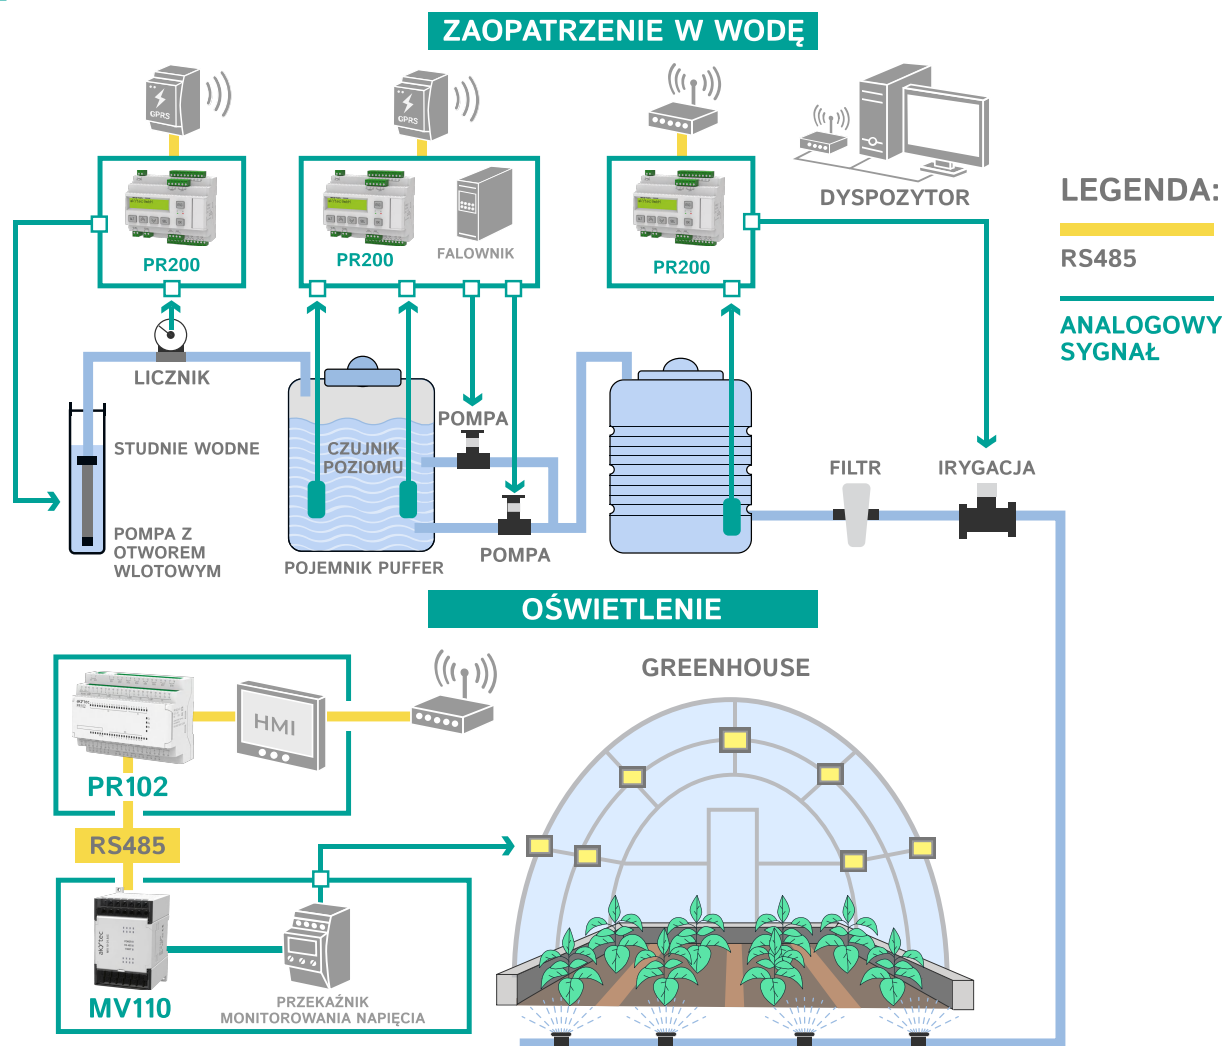 ZAOPATRZENIE W WODĘ
GPRS
GPRS
DYSPOZYTOR
LEGENDA:
RS485
ANALOGOWY
SYGNAŁ
PR200
PR200
FALOWNIK
PR200
LICZNIK
STUDNIE WODNE
POMPA Z
OTWOREM
WLOTOWYM
CZUJNIK
POZIOMU
POJEMNIK PUFFER
POMPA
POMPA
FILTR
IRYGACJA
OŚWIETLENIE
GREENHOUSE
HMI
PR102
RS485
akytec
MV110
PRZEKAŹNIK
MONITOROWANIA NAPIĘCIA